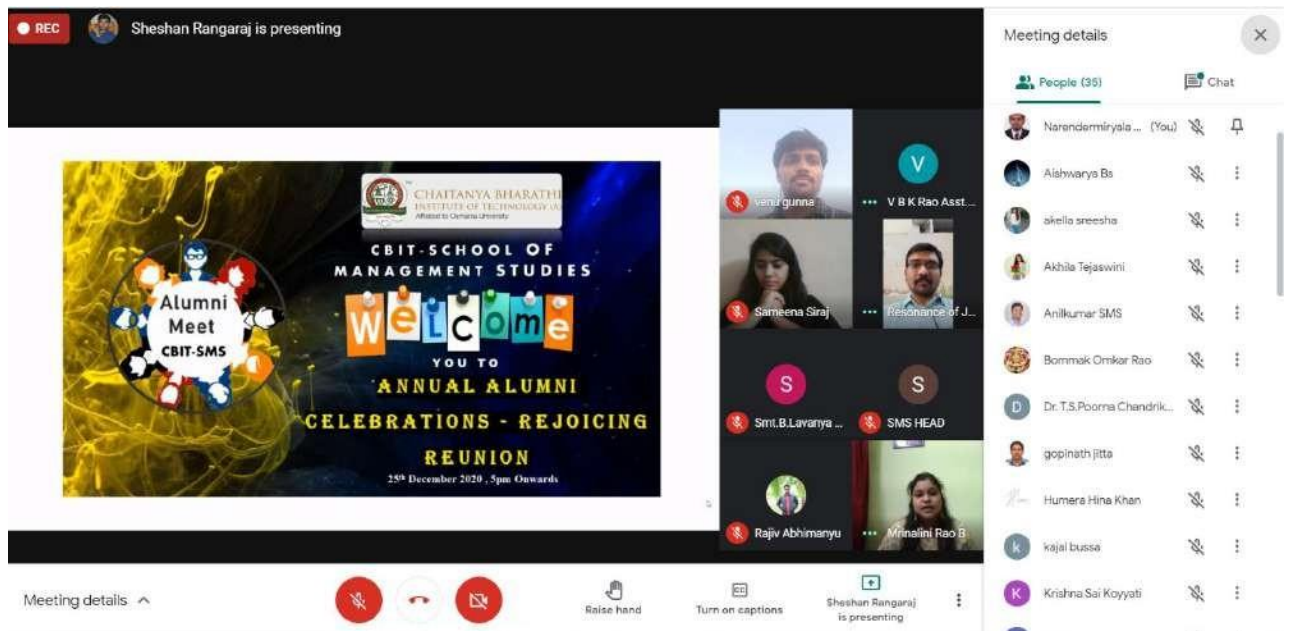 REC
Sheshan Rangaraj is presenting
CHAITANYA BHARATHI
INSTITUTE OF TECHNOLOGY (A)
Affiliated to Osmania University
CBIT-SCHOOL OF
MANAGEMENT STUDIES
Welcome
YOU TO
ANNUAL ALUMNI
CELEBRATIONS - REJOICING
REUNION
25th December 2020 , 5pm Onwards
Alumni
Meet
CBIT-SMS
venu gunna
V
V B K Rao Asst....
Sameena Siraj
Resonance of J...
S
Smt.B.Lavanya ...
S
SMS HEAD
Rajiv Abhimanyu
Mrinalini Rao B
Meeting details
People (35)
Chat
Narendermiryala ... (You)
Aishwarya Bs
akella sreesha
Akhila Tejaswini
Anilkumar SMS
Bommak Omkar Rao
D
Dr. T.S.Poorna Chandrik...
gopinath jitta
Humera Hina Khan
k
kajal bussa
K
Krishna Sai Koyyati
Meeting details
Raise hand
CC
Turn on captions
Sheshan Rangaraj
is presenting